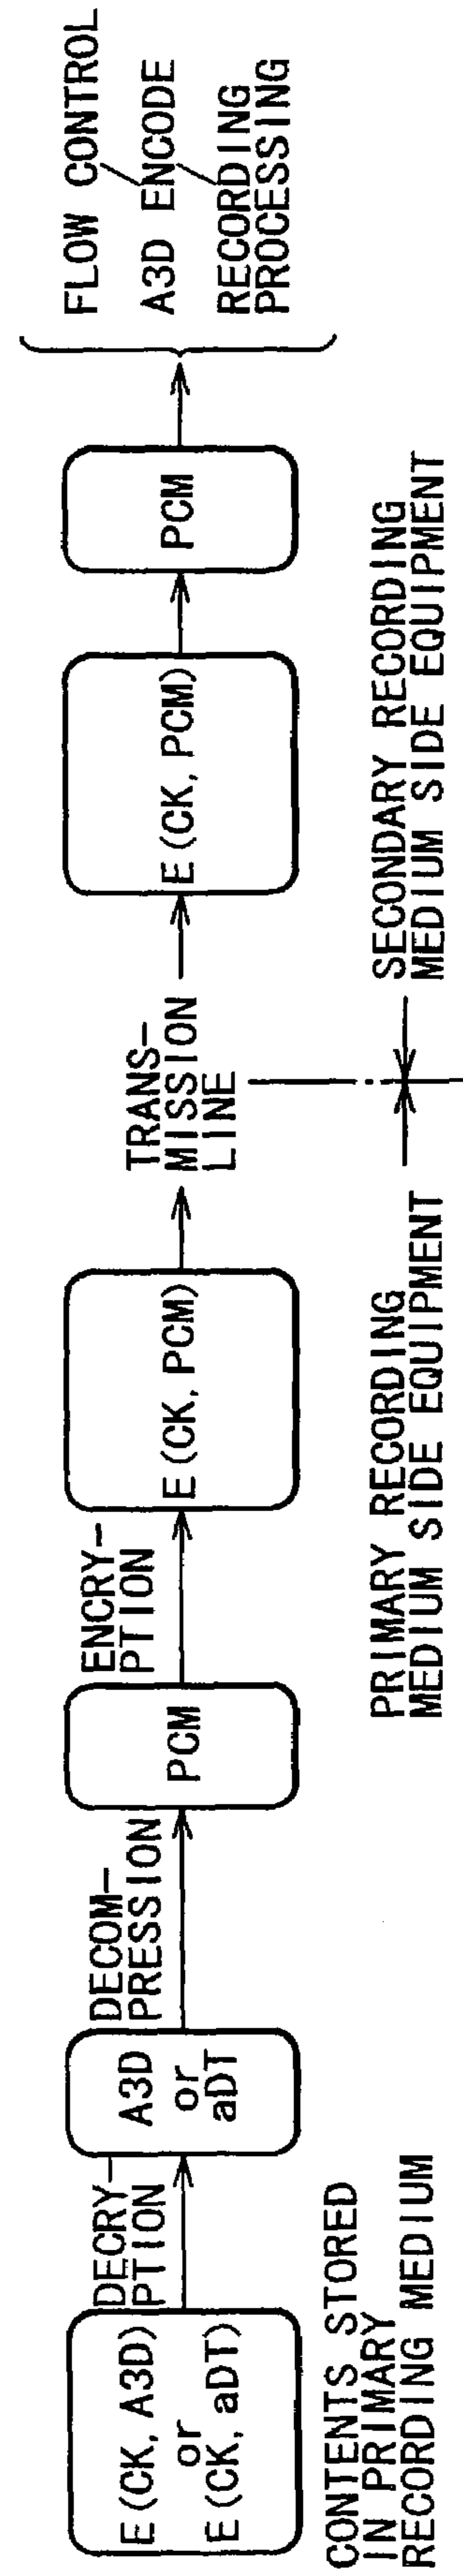 E(CK, A3D)
or
E(CK, aDT)
CONTENTS STORED
IN PRIMARY
RECORDING MEDIUM
DECRY-
PTION
A3D
or
aDT
DECOM-
PRESSION
PCM
ENCRY-
PTION
E(CK, PCM)
PRIMARY RECORDING
MEDIUM SIDE EQUIPMENT
TRANS-
MISSION
LINE
E(CK, PCM)
SECONDARY RECORDING
MEDIUM SIDE EQUIPMENT
PCM
FLOW CONTROL
A3D ENCODE
RECORDING
PROCESSING